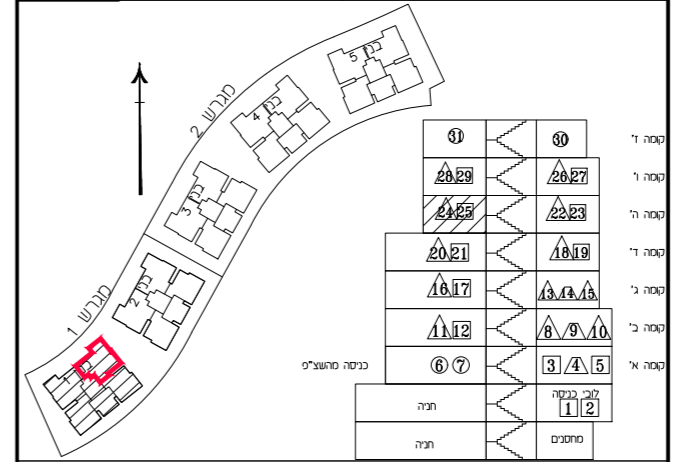 מגרש 2
בנין 5
בנין 4
בנין 3
מגרש 1
בנין 2
31 30 קומה ז'
28 29 26 27 קומה ו'
24 25 22 23 קומה ה'
20 21 18 19 קומה ד'
16 17 13 14 15 קומה ג'
11 12 8 9 10 קומה ב'
כניסה מהשצ"פ 6 7 3 4 5 קומה א'
חניה לובי כניסה
1 2
חניה מחסנים